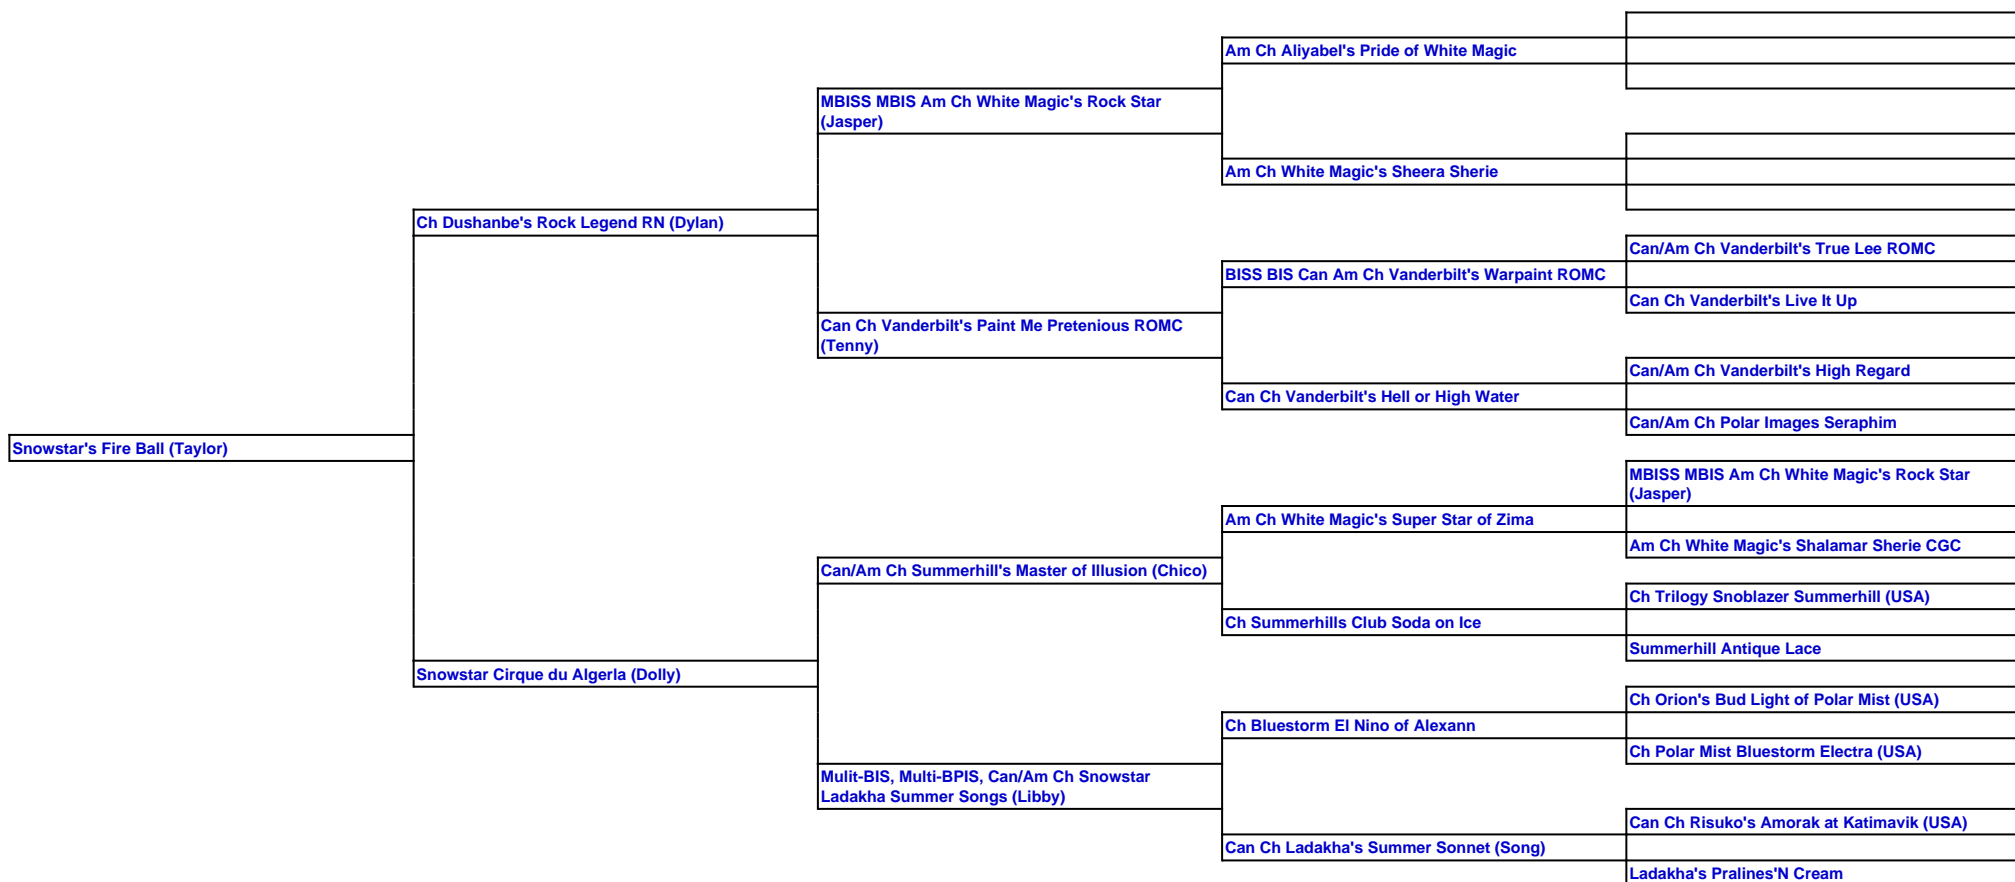 Am Ch Aliyabel's Pride of White Magic
MBISS MBIS Am Ch White Magic's Rock Star
(Jasper)
Am Ch White Magic's Sheera Sherie
Ch Dushanbe's Rock Legend RN (Dylan)
Can/Am Ch Vanderbilt's True Lee ROMC
BISS BIS Can Am Ch Vanderbilt's Warpaint ROMC
Can Ch Vanderbilt's Live It Up
Can Ch Vanderbilt's Paint Me Pretenious ROMC
(Tenny)
Can/Am Ch Vanderbilt's High Regard
Can Ch Vanderbilt's Hell or High Water
Can/Am Ch Polar Images Seraphim
Snowstar's Fire Ball (Taylor)
MBISS MBIS Am Ch White Magic's Rock Star
(Jasper)
Am Ch White Magic's Super Star of Zima
Am Ch White Magic's Shalamar Sherie CGC
Can/Am Ch Summerhill's Master of Illusion (Chico)
Ch Trilogy Snoblazer Summerhill (USA)
Ch Summerhills Club Soda on Ice
Summerhill Antique Lace
Snowstar Cirque du Algerla (Dolly)
Ch Orion's Bud Light of Polar Mist (USA)
Ch Bluestorm El Nino of Alexann
Ch Polar Mist Bluestorm Electra (USA)
Mulit-BIS, Multi-BPIS, Can/Am Ch Snowstar
Ladakha Summer Songs (Libby)
Can Ch Risuko's Amorak at Katimavik (USA)
Can Ch Ladakha's Summer Sonnet (Song)
Ladakha's Pralines'N Cream